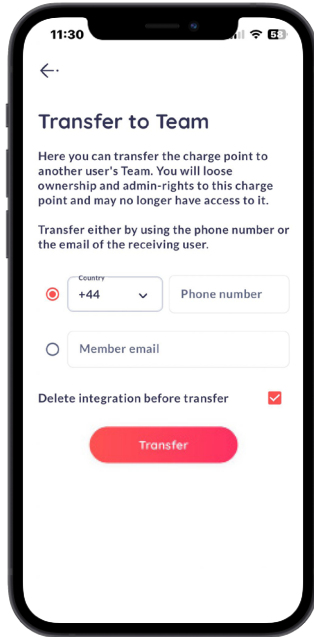 11:30
53
Transfer to Team
Here you can transfer the charge point to
another user's Team. You will loose
ownership and admin-rights to this charge
point and may no longer have access to it.
Transfer either by using the phone number or
the email of the receiving user.
Country
+44
Phone number
Member email
Delete integration before transfer
Transfer